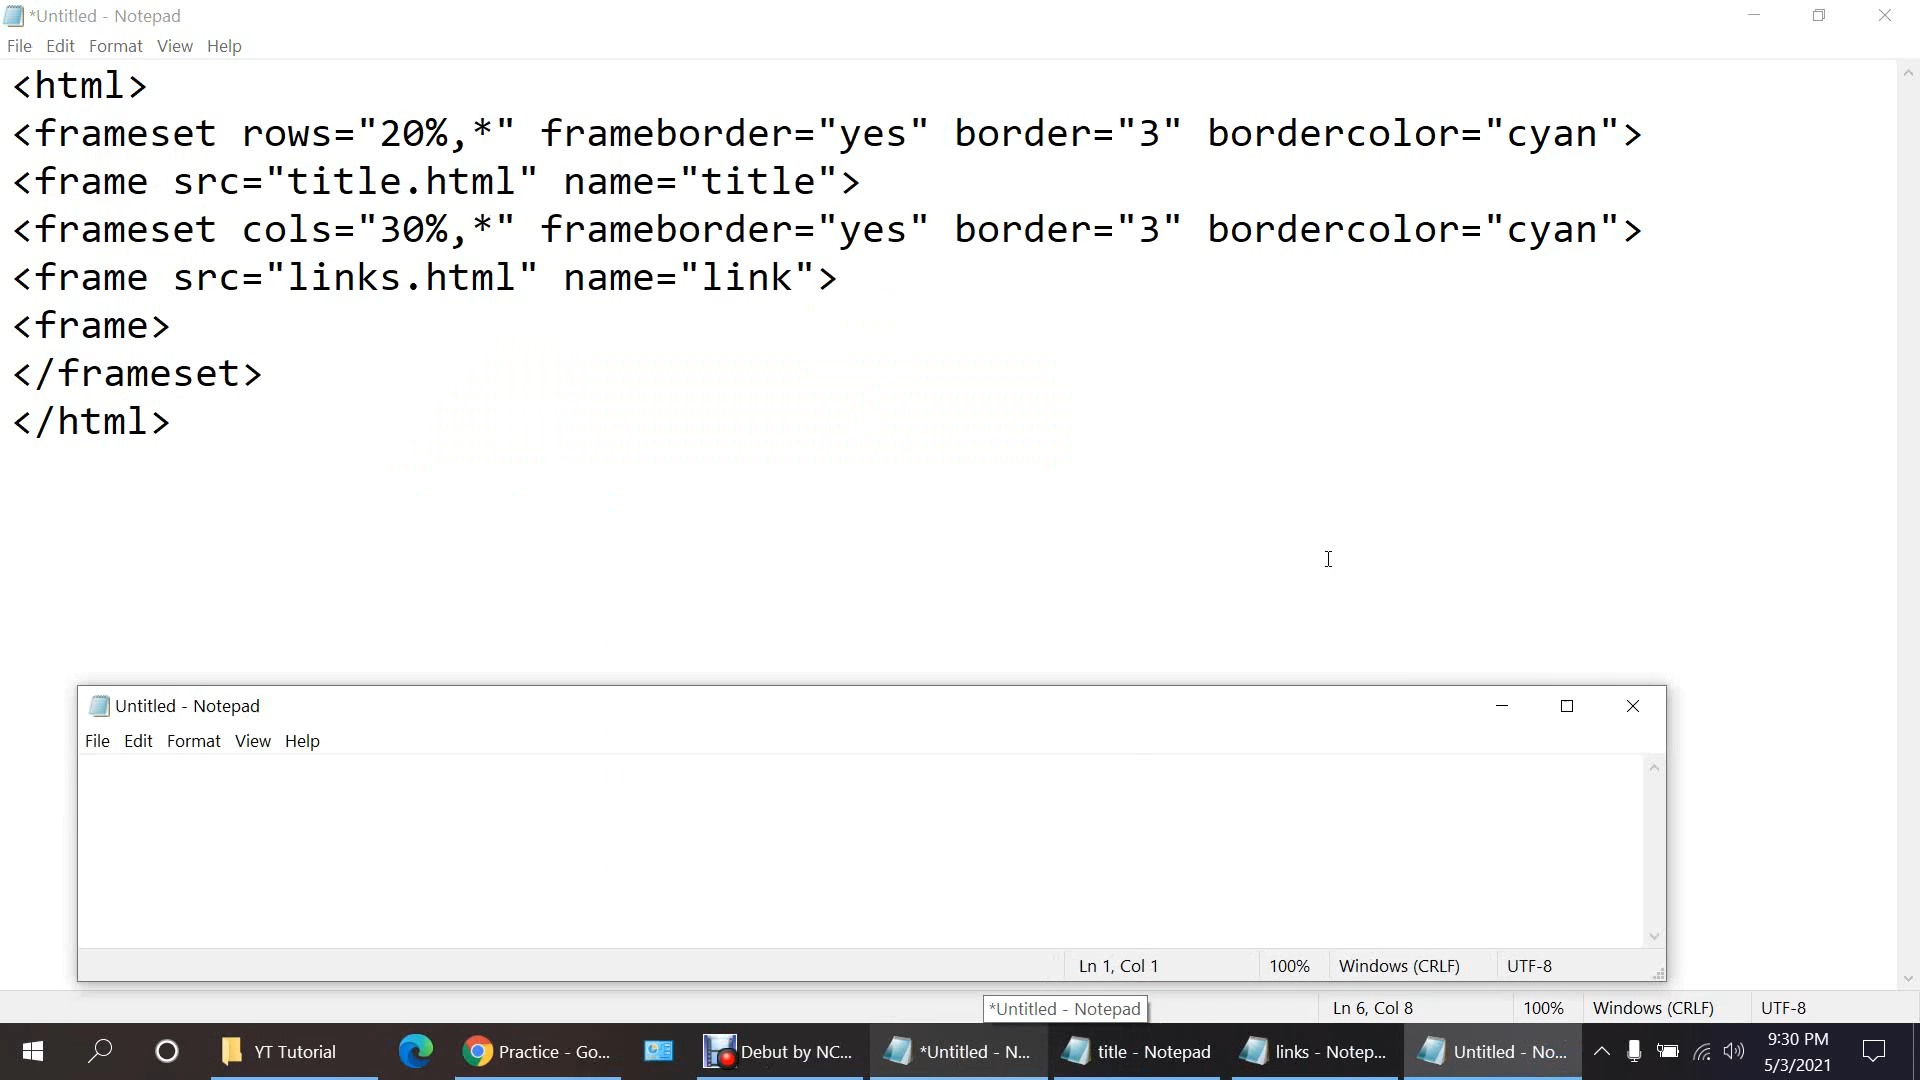 *Untitled - Notepad
File Edit Format View Help
<html>
<frameset rows="20%,*" frameborder="yes" border="3" bordercolor="cyan">
<frame src="title.html" name="title">
<frameset cols="30%,*" frameborder="yes" border="3" bordercolor="cyan">
<frame src="links.html" name="link">
<frame>
</frameset>
</html>
Untitled - Notepad
File Edit Format View Help
Ln 1, Col 1 100% Windows (CRLF) UTF-8
*Untitled - Notepad
Ln 6, Col 8 100% Windows (CRLF) UTF-8
YT Tutorial
Practice - Go...
Debut by NC...
*Untitled - N...
title - Notepad
links - Notep...
Untitled - No...
9:30 PM
5/3/2021